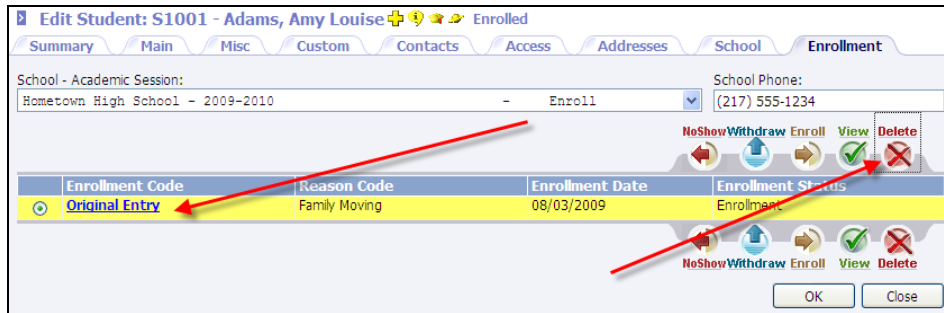 Edit Student: S1001 - Adams, Amy Louise Enrolled
Summary Main Misc Custom Contacts Access Addresses School Enrollment
School - Academic Session: School Phone:
Hometown High School - 2009-2010 - Enroll (217) 555-1234
NoShow Withdraw Enroll View Delete
Enrollment Code Reason Code Enrollment Date Enrollment Status
Original Entry Family Moving 08/03/2009 Enrollment
NoShow Withdraw Enroll View Delete
OK Close